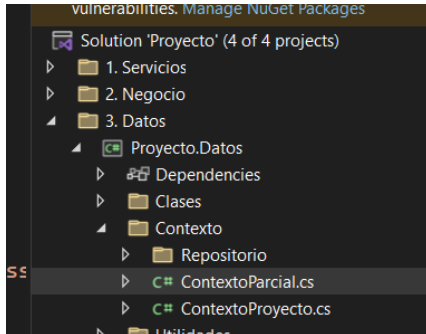 vulnerabilities. Manage NuGet Packages
Solution 'Proyecto' (4 of 4 projects)
1. Servicios
2. Negocio
3. Datos
C# Proyecto.Datos
Dependencies
Clases
Contexto
Repositorio
C# ContextoParcial.cs
C# ContextoProyecto.cs
Utilidades